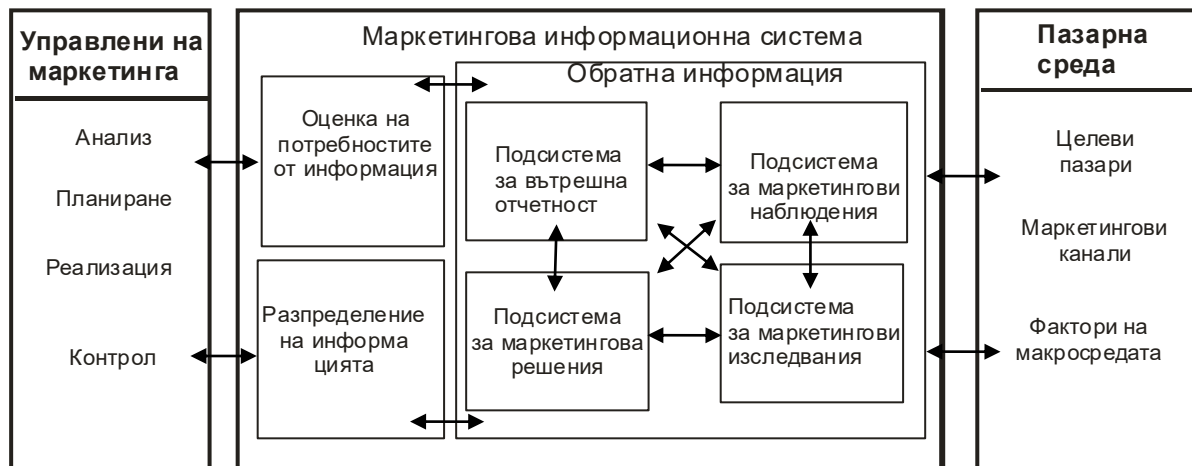 Управлени на
маркетинга
Анализ
Планиране
Реализация
Контрол
Маркетингова информационна система
Оценка на
потребностите
от информация
Разпределение
на информа
цията
Обратна информация
Подсистема
за вътрешна
отчетност
Подсистема
за маркетингови
наблюдения
Подсистема
за маркетингова
решения
Подсистема
за маркетингови
изследвания
Пазарна
среда
Целеви
пазари
Маркетингови
канали
Фактори на
макросредата